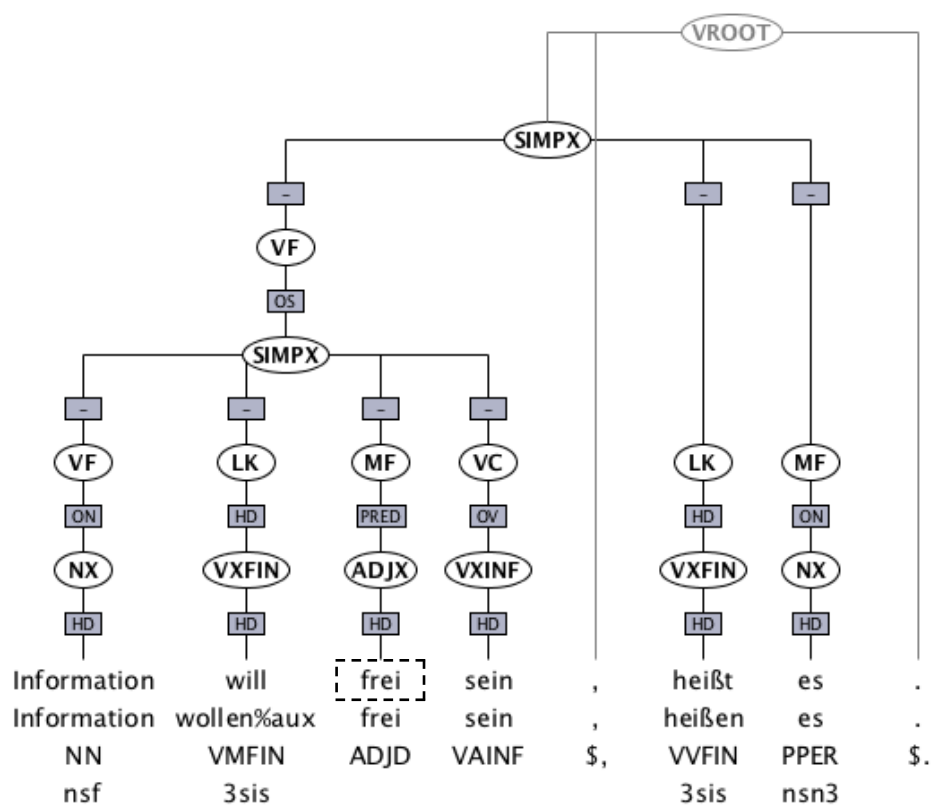 VROOT
SIMPX
- - -
VF
OS
SIMPX
- - - -
VF LK MF VC LK MF
ON HD PRED OV HD ON
NX VXFIN ADJX VXINF VXFIN NX
HD HD HD HD HD HD
Information will frei sein , heißt es .
Information wollen%aux frei sein , heißen es .
NN VMFIN ADJD VAINF $, VVFIN PPER $.
nsf 3sis 3sis nsn3